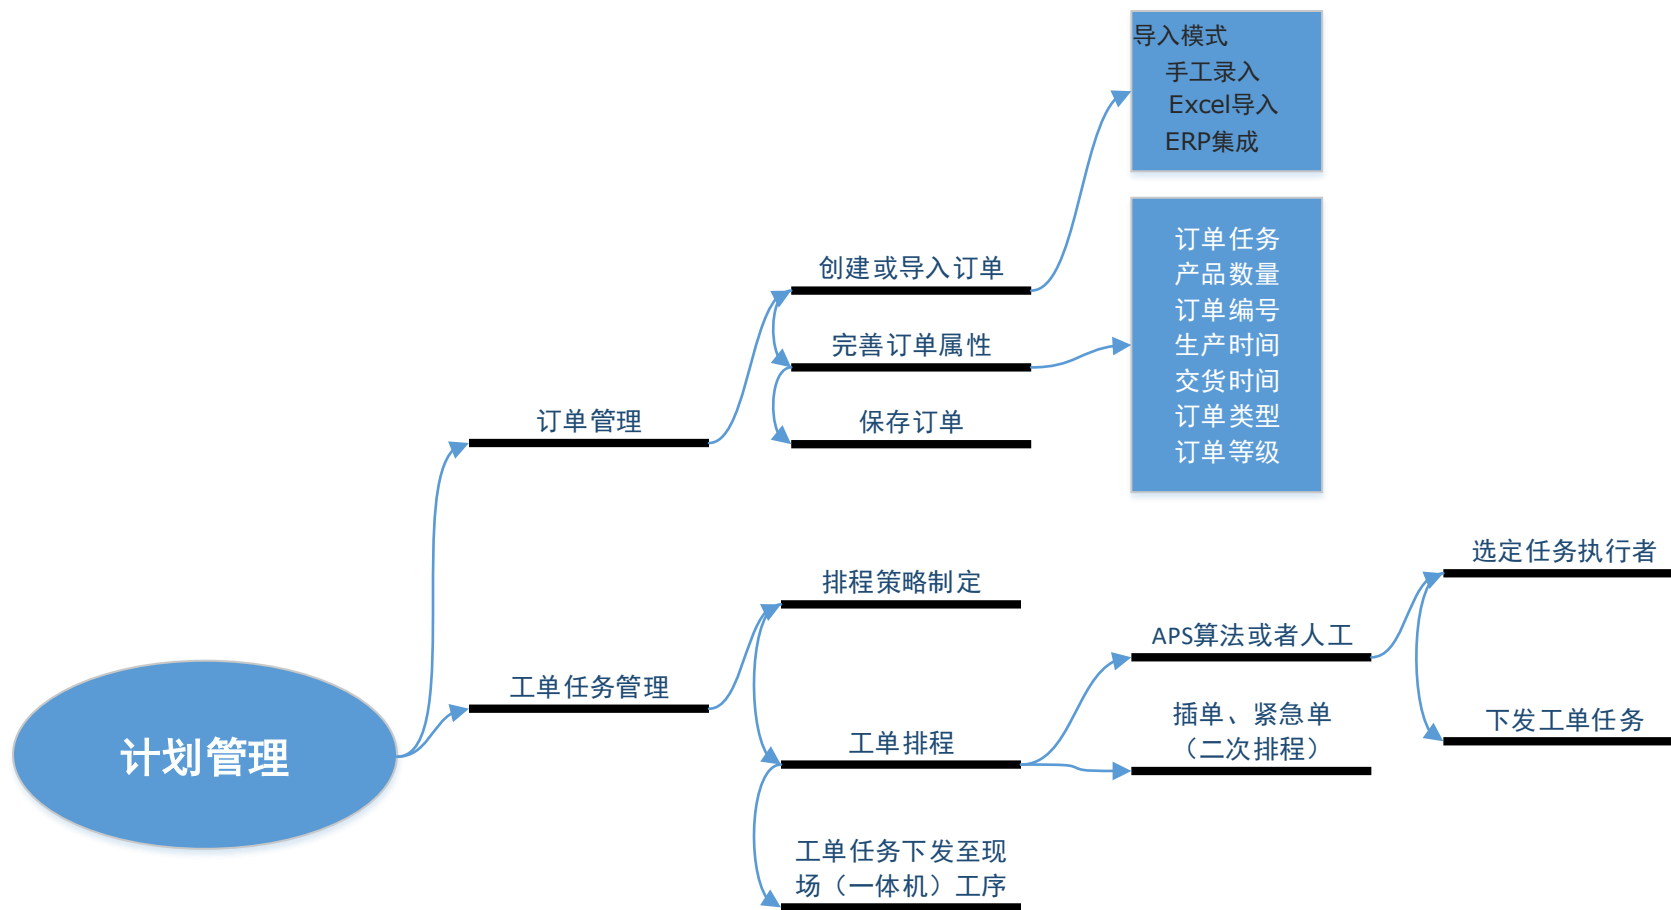 导入模式
手工录入
Excel导入
ERP集成
订单任务
产品数量
订单编号
生产时间
交货时间
订单类型
订单等级
创建或导入订单
完善订单属性
保存订单
订单管理
选定任务执行者
排程策略制定
APS算法或者人工
工单任务管理
插单、紧急单
（二次排程）
下发工单任务
工单排程
计划管理
工单任务下发至现
场（一体机）工序